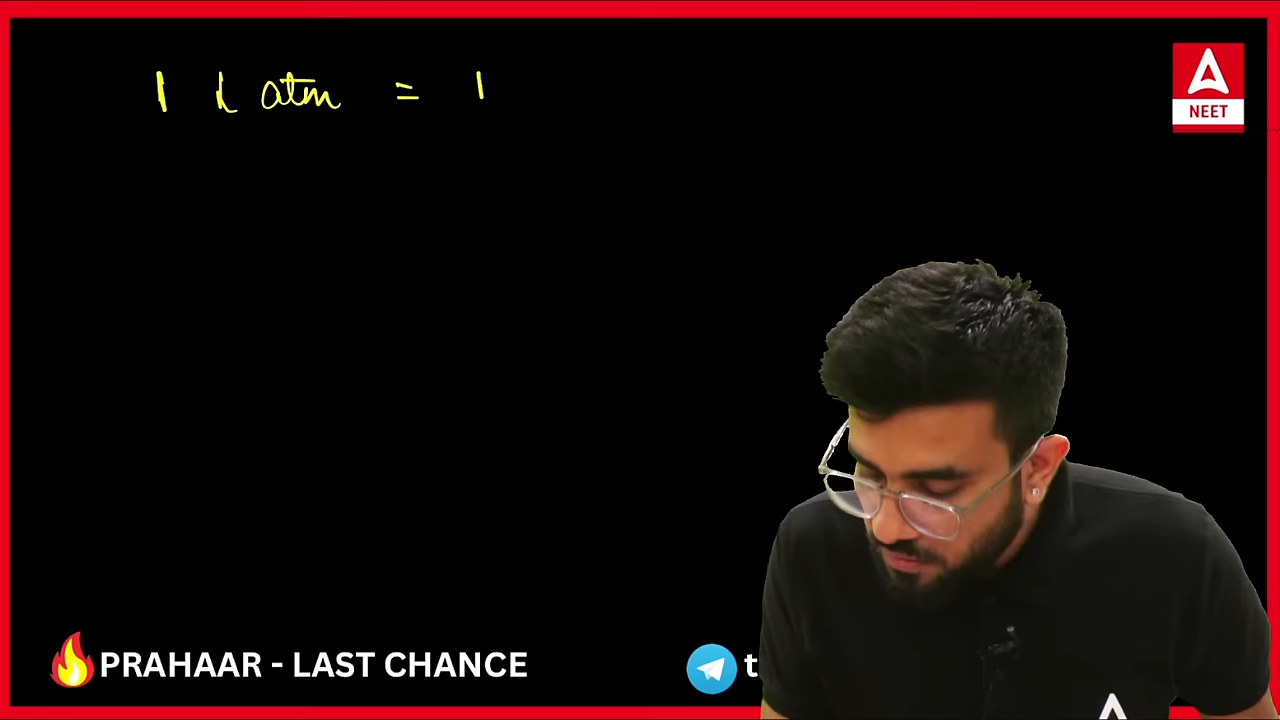 1 L atm = 1
NEET
PRAHAAR - LAST CHANCE
t